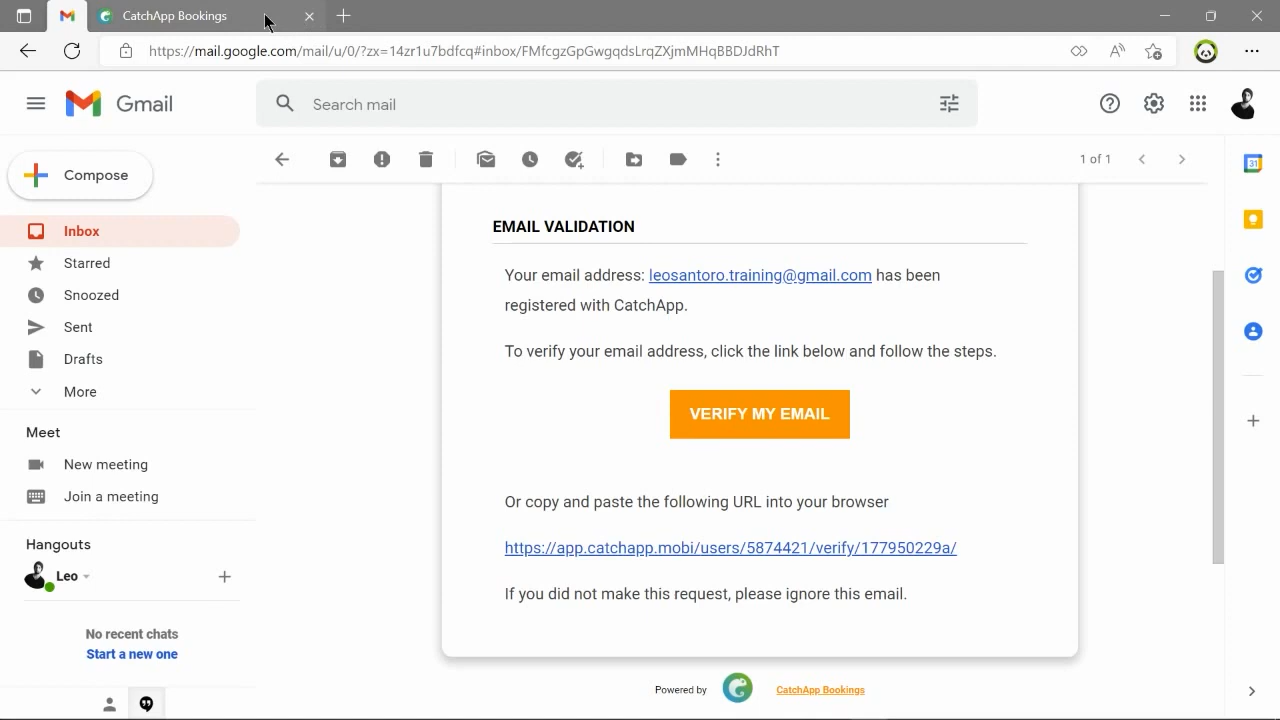 CatchApp Bookings
https://mail.google.com/mail/u/0/?zx=14zr1u7bdfcq#inbox/FMfcgzGpGwgqdsLrqZXjmMHqBBDJdRhT
Gmail
Search mail
Compose
1 of 1
Inbox
Starred
Snoozed
Sent
Drafts
More
Meet
New meeting
Join a meeting
Hangouts
Leo
No recent chats
Start a new one
EMAIL VALIDATION
Your email address: leosantoro.training@gmail.com has been
registered with CatchApp.
To verify your email address, click the link below and follow the steps.
VERIFY MY EMAIL
Or copy and paste the following URL into your browser
https://app.catchapp.mobi/users/5874421/verify/177950229a/
If you did not make this request, please ignore this email.
Powered by
CatchApp Bookings
31